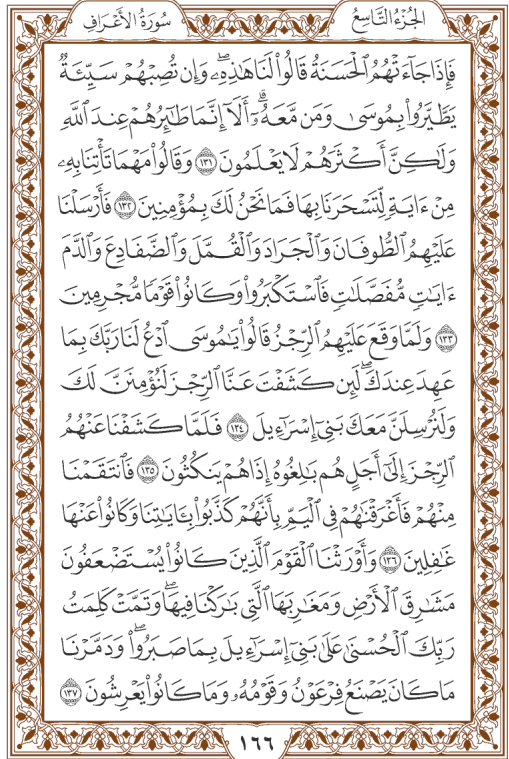 الجُزْءُ التَّاسِعُ
سُورَةُ الأَعْرَافِ
فَإِذَا جَآءَتْهُمُ ٱلْحَسَنَةُ قَالُوا۟ لَنَا هَٰذِهِۦۖ وَإِن تُصِبْهُمْ سَيِّئَةٌ
يَطَّيَّرُوا۟ بِمُوسَىٰ وَمَن مَّعَهُۥٓۗ أَلَآ إِنَّمَا طَٰٓئِرُهُمْ عِندَ ٱللَّهِ
وَلَٰكِنَّ أَكْثَرَهُمْ لَا يَعْلَمُونَ ١٣١ وَقَالُوا۟ مَهْمَا تَأْتِنَا بِهِۦ
مِنْ ءَايَةٍ لِّتَسْحَرَنَا بِهَا فَمَا نَحْنُ لَكَ بِمُؤْمِنِينَ ١٣٢ فَأَرْسَلْنَا
عَلَيْهِمُ ٱلطُّوفَانَ وَٱلْجَرَادَ وَٱلْقُمَّلَ وَٱلضَّفَادِعَ وَٱلدَّمَ
ءَايَٰتٍ مُّفَصَّلَٰتٍ فَٱسْتَكْبَرُوا۟ وَكَانُوا۟ قَوْمًا مُّجْرِمِينَ
١٣٣ وَلَمَّا وَقَعَ عَلَيْهِمُ ٱلرِّجْزُ قَالُوا۟ يَٰمُوسَى ٱدْعُ لَنَا رَبَّكَ بِمَا
عَهِدَ عِندَكَۖ لَئِن كَشَفْتَ عَنَّا ٱلرِّجْزَ لَنُؤْمِنَنَّ لَكَ
وَلَنُرْسِلَنَّ مَعَكَ بَنِىٓ إِسْرَٰٓءِيلَ ١٣٤ فَلَمَّا كَشَفْنَا عَنْهُمُ
ٱلرِّجْزَ إِلَىٰٓ أَجَلٍ هُم بَٰلِغُوهُ إِذَا هُمْ يَنكُثُونَ ١٣٥ فَٱنتَقَمْنَا
مِنْهُمْ فَأَغْرَقْنَٰهُمْ فِى ٱلْيَمِّ بِأَنَّهُمْ كَذَّبُوا۟ بِـَٔايَٰتِنَا وَكَانُوا۟ عَنْهَا
غَٰفِلِينَ ١٣٦ وَأَوْرَثْنَا ٱلْقَوْمَ ٱلَّذِينَ كَانُوا۟ يُسْتَضْعَفُونَ
مَشَٰرِقَ ٱلْأَرْضِ وَمَغَٰرِبَهَا ٱلَّتِى بَٰرَكْنَا فِيهَاۖ وَتَمَّتْ كَلِمَتُ
رَبِّكَ ٱلْحُسْنَىٰ عَلَىٰ بَنِىٓ إِسْرَٰٓءِيلَ بِمَا صَبَرُوا۟ۖ وَدَمَّرْنَا
مَا كَانَ يَصْنَعُ فِرْعَوْنُ وَقَوْمُهُۥ وَمَا كَانُوا۟ يَعْرِشُونَ ١٣٧
١٦٦